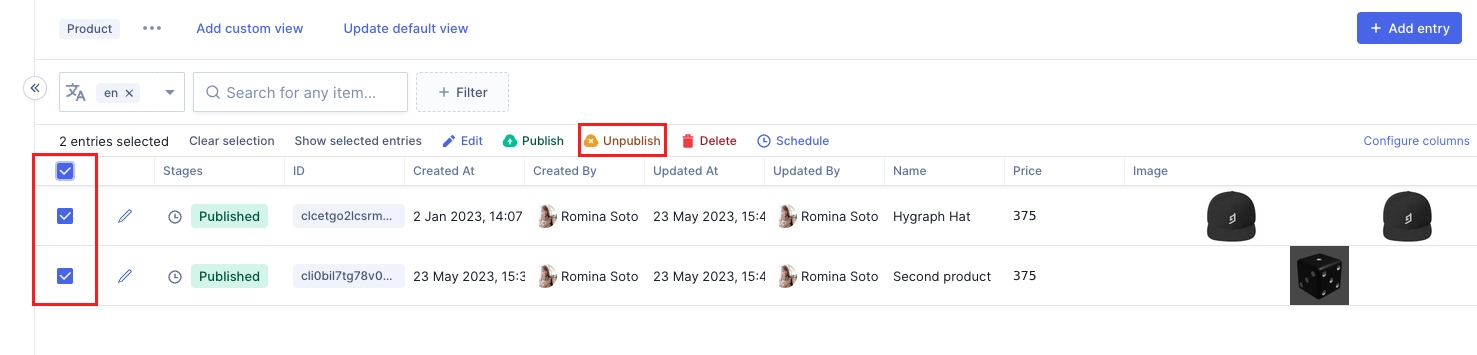 Product ••• Add custom view Update default view + Add entry
en × Search for any item... + Filter
2 entries selected Clear selection Show selected entries Edit Publish Unpublish Delete Schedule Configure columns
Stages ID Created At Created By Updated At Updated By Name Price Image
Published clcetgo2lcsrm... 2 Jan 2023, 14:07 Romina Soto 23 May 2023, 15:4 Romina Soto Hygraph Hat 375
Published cli0bil7tg78v0... 23 May 2023, 15:3 Romina Soto 23 May 2023, 15:4 Romina Soto Second product 375